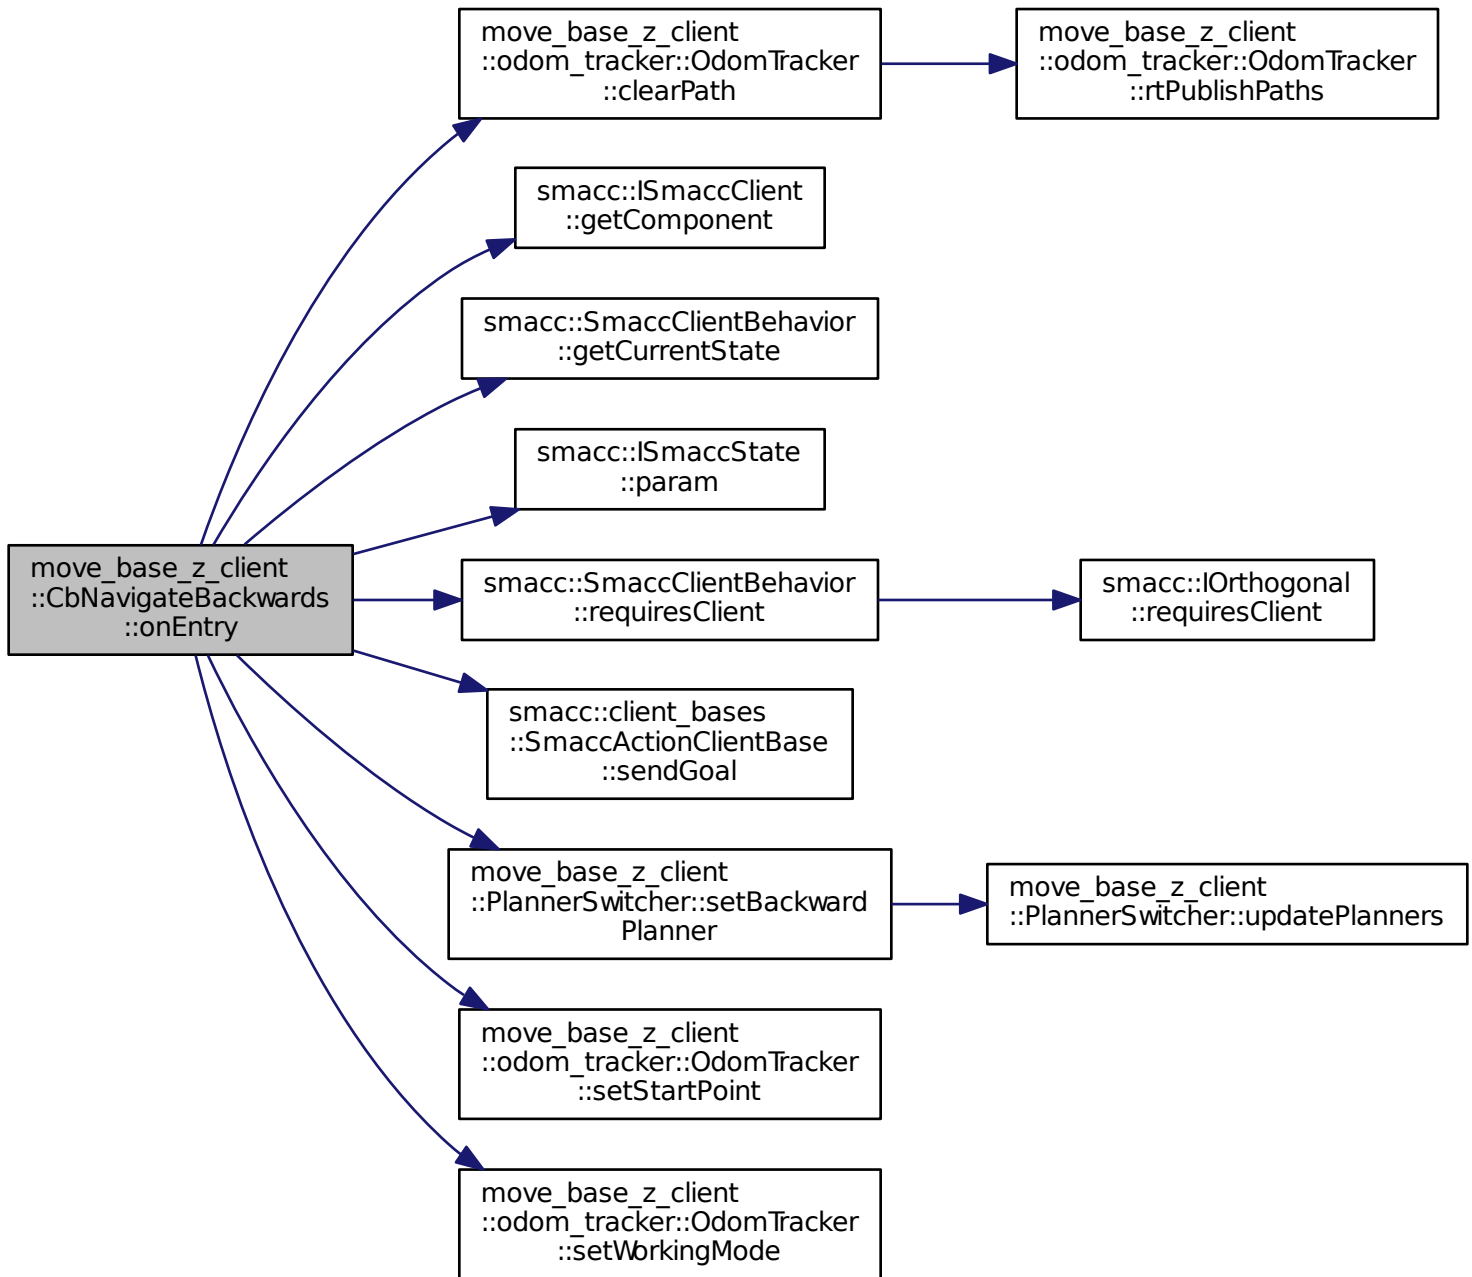 move_base_z_client
::odom_tracker::OdomTracker
::clearPath
move_base_z_client
::odom_tracker::OdomTracker
::rtPublishPaths
smacc::ISmaccClient
::getComponent
smacc::SmaccClientBehavior
::getCurrentState
smacc::ISmaccState
::param
move_base_z_client
::CbNavigateBackwards
::onEntry
smacc::SmaccClientBehavior
::requiresClient
smacc::IOrthogonal
::requiresClient
smacc::client_bases
::SmaccActionClientBase
::sendGoal
move_base_z_client
::PlannerSwitcher::setBackward
Planner
move_base_z_client
::PlannerSwitcher::updatePlanners
move_base_z_client
::odom_tracker::OdomTracker
::setStartPoint
move_base_z_client
::odom_tracker::OdomTracker
::setWorkingMode